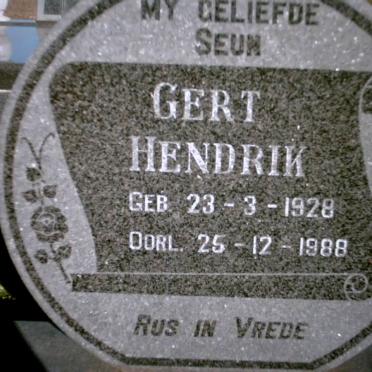 MY GELIEFDE
SEUN
GERT
HENDRIK
GEB. 23 - 3 - 1928
OORL. 25 - 12 - 1988
RUS IN VREDE